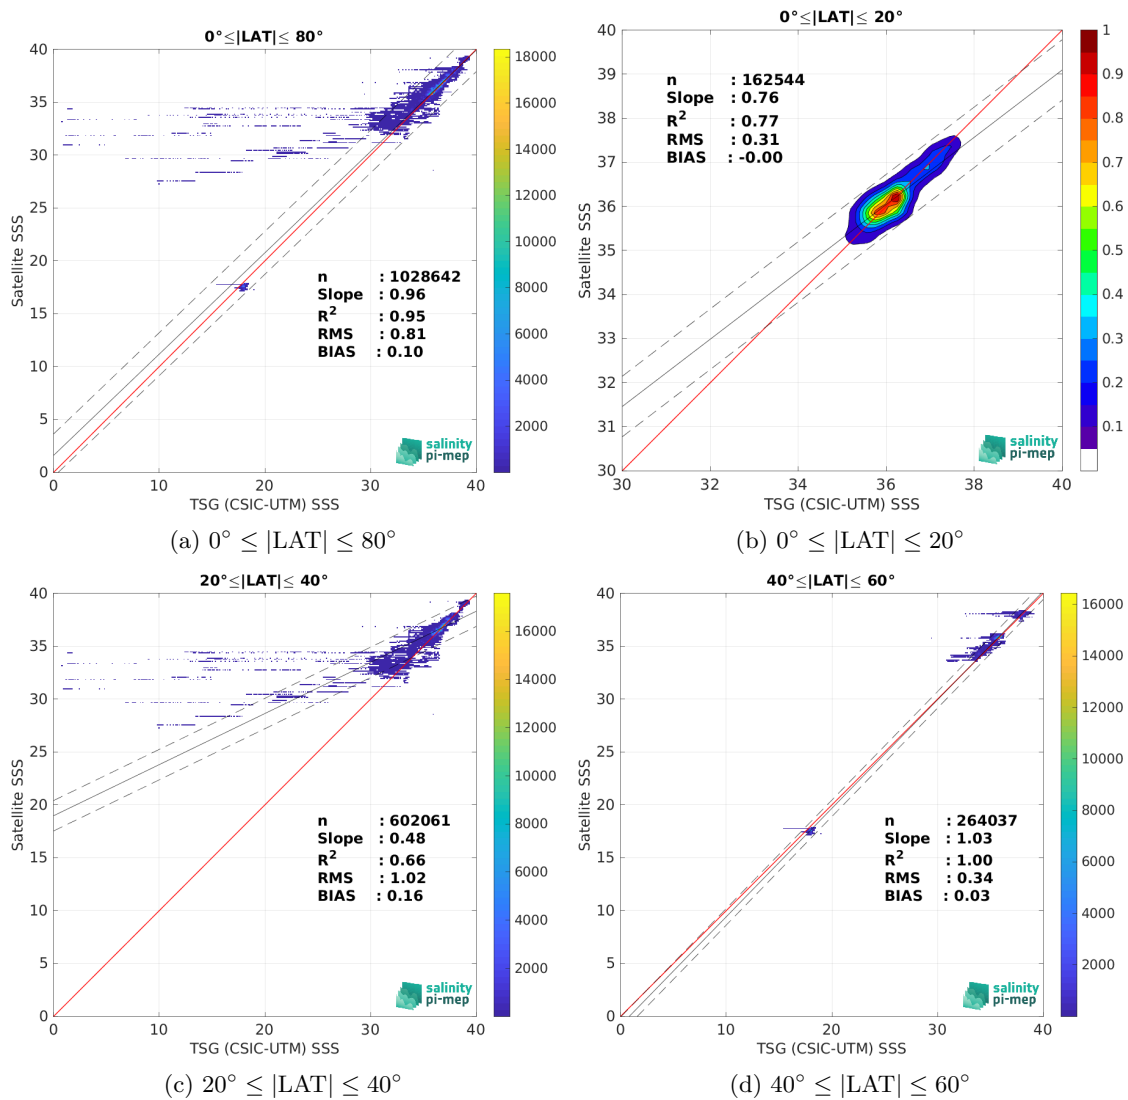 0°≤|LAT|≤ 80°
Satellite SSS
40
35
30
25
20
15
10
5
0
0 10 20 30 40
TSG (CSIC-UTM) SSS
n : 1028642
Slope : 0.96
R² : 0.95
RMS : 0.81
BIAS : 0.10
18000
16000
14000
12000
10000
8000
6000
4000
2000
0
salinity
pi-mep
(a) 0° ≤ |LAT| ≤ 80°
0°≤|LAT|≤ 20°
Satellite SSS
40
39
38
37
36
35
34
33
32
31
30
30 32 34 36 38 40
TSG (CSIC-UTM) SSS
n : 162544
Slope : 0.76
R² : 0.77
RMS : 0.31
BIAS : -0.00
1
0.9
0.8
0.7
0.6
0.5
0.4
0.3
0.2
0.1
salinity
pi-mep
(b) 0° ≤ |LAT| ≤ 20°
20°≤|LAT|≤ 40°
Satellite SSS
40
35
30
25
20
15
10
5
0
0 10 20 30 40
TSG (CSIC-UTM) SSS
n : 602061
Slope : 0.48
R² : 0.66
RMS : 1.02
BIAS : 0.16
16000
14000
12000
10000
8000
6000
4000
2000
salinity
pi-mep
(c) 20° ≤ |LAT| ≤ 40°
40°≤|LAT|≤ 60°
Satellite SSS
40
35
30
25
20
15
10
5
0
0 10 20 30 40
TSG (CSIC-UTM) SSS
n : 264037
Slope : 1.03
R² : 1.00
RMS : 0.34
BIAS : 0.03
16000
14000
12000
10000
8000
6000
4000
2000
salinity
pi-mep
(d) 40° ≤ |LAT| ≤ 60°